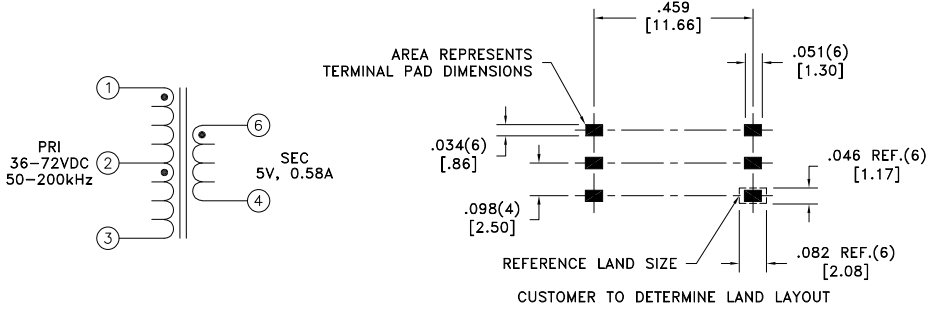 1
2
3
6
4
PRI
36-72VDC
50-200kHz
SEC
5V, 0.58A
.459
[11.66]
AREA REPRESENTS
TERMINAL PAD DIMENSIONS
.051(6)
[1.30]
.034(6)
[.86]
.046 REF.(6)
[1.17]
.098(4)
[2.50]
REFERENCE LAND SIZE
.082 REF.(6)
[2.08]
CUSTOMER TO DETERMINE LAND LAYOUT